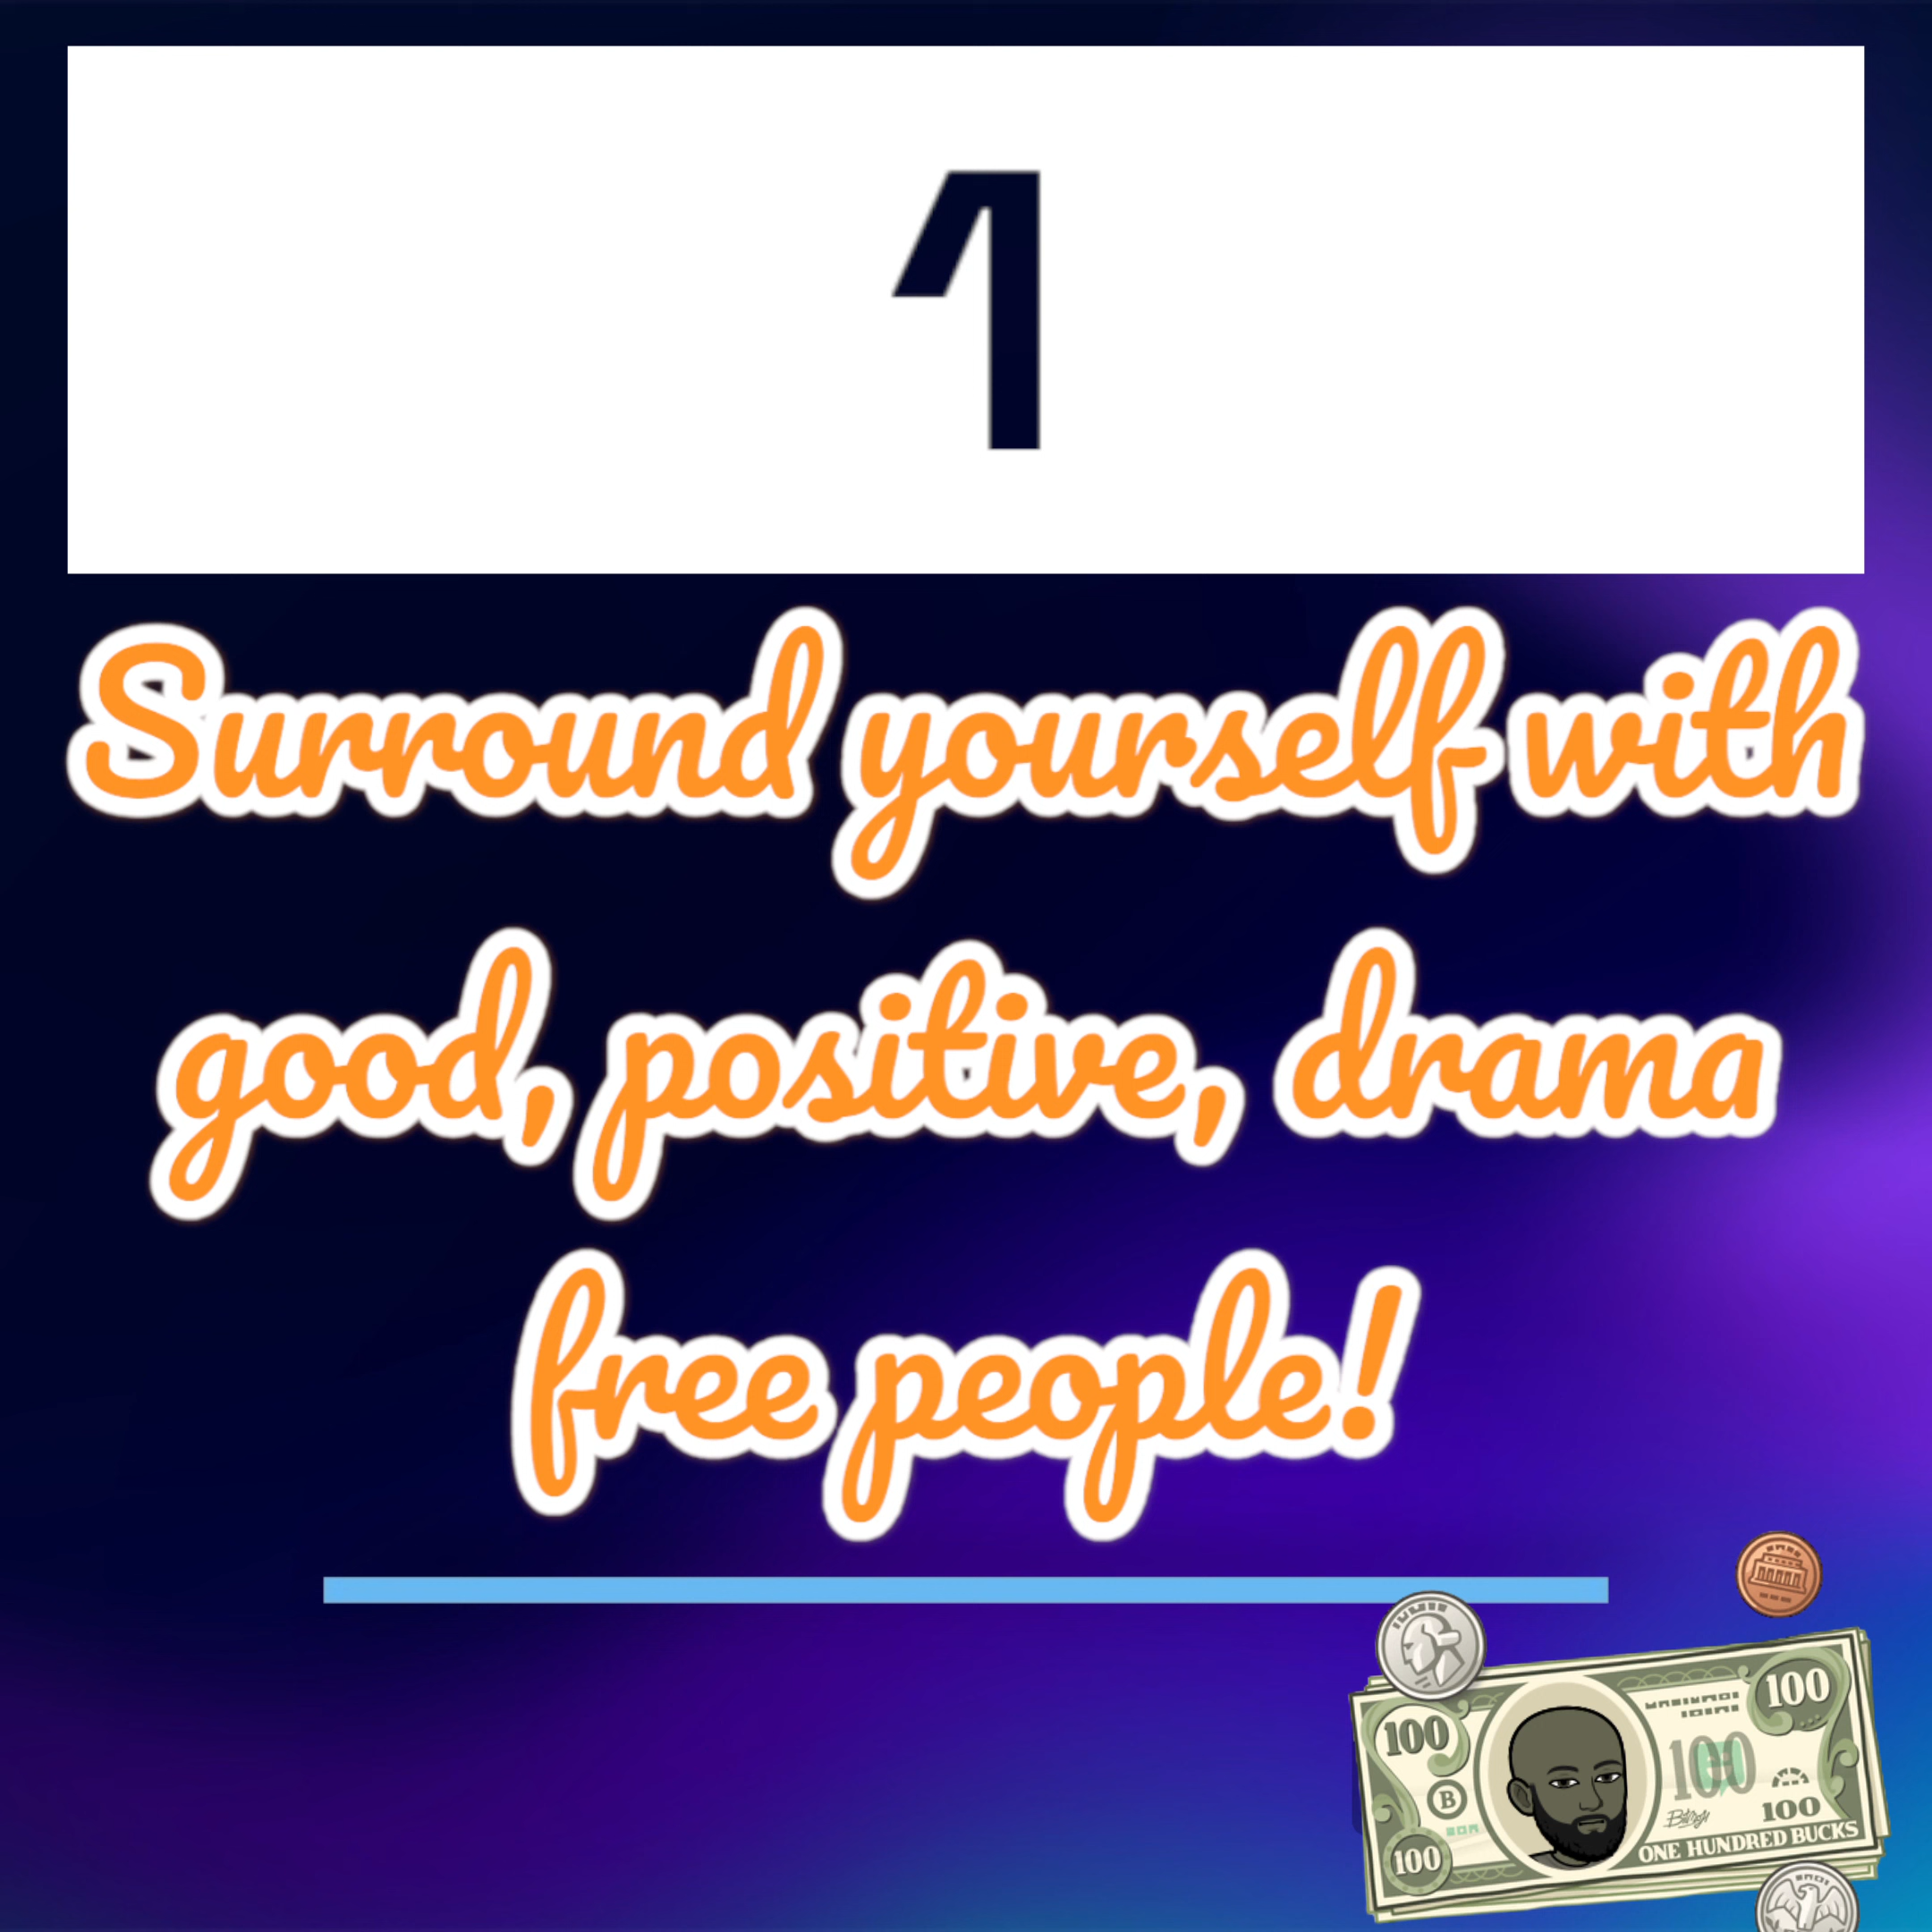 1
Surround yourself with
good, positive, drama
free people!
100
100
100
B
100
100
ONE HUNDRED BUCKS